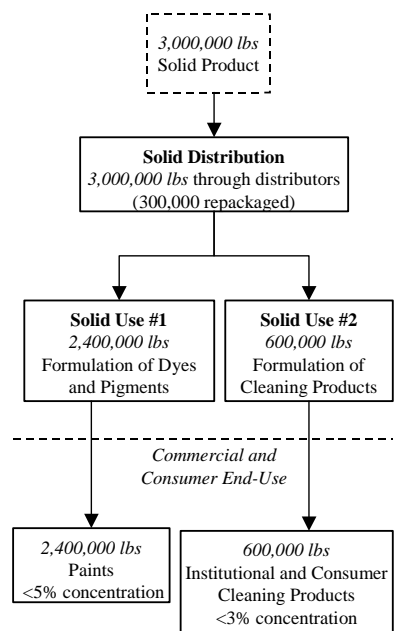 3,000,000 lbs
Solid Product
Solid Distribution
3,000,000 lbs through distributors
(300,000 repackaged)
Solid Use #1
2,400,000 lbs
Formulation of Dyes
and Pigments
Solid Use #2
600,000 lbs
Formulation of
Cleaning Products
Commercial and
Consumer End-Use
2,400,000 lbs
Paints
<5% concentration
600,000 lbs
Institutional and Consumer
Cleaning Products
<3% concentration